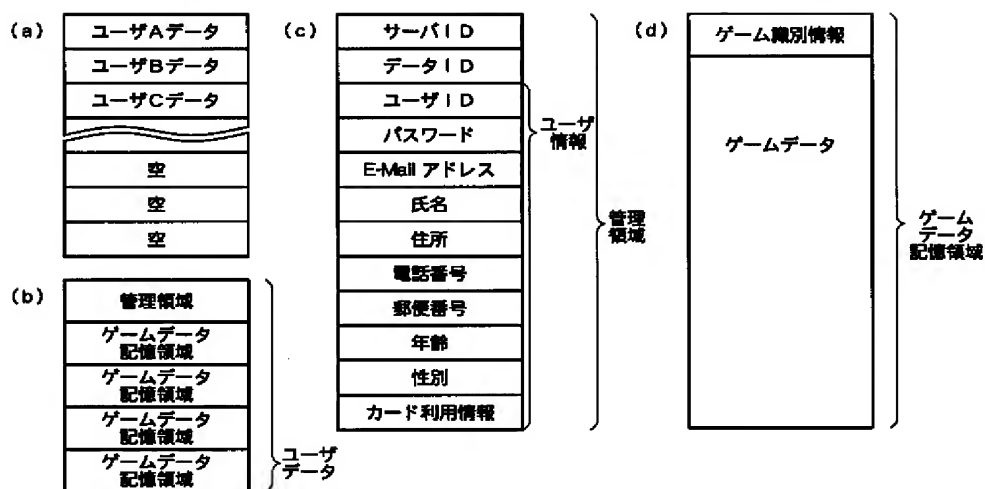 (a)
ユーザAデータ
ユーザBデータ
ユーザCデータ
空
空
空
(b)
管理領域
ゲームデータ
記憶領域
ゲームデータ
記憶領域
ゲームデータ
記憶領域
ゲームデータ
記憶領域
ユーザ
データ
(c)
サーバID
データID
ユーザID
パスワード
E-Mail アドレス
氏名
住所
電話番号
郵便番号
年齢
性別
カード利用情報
ユーザ
情報
管理
領域
(d)
ゲーム識別情報
ゲームデータ
ゲーム
データ
記憶領域